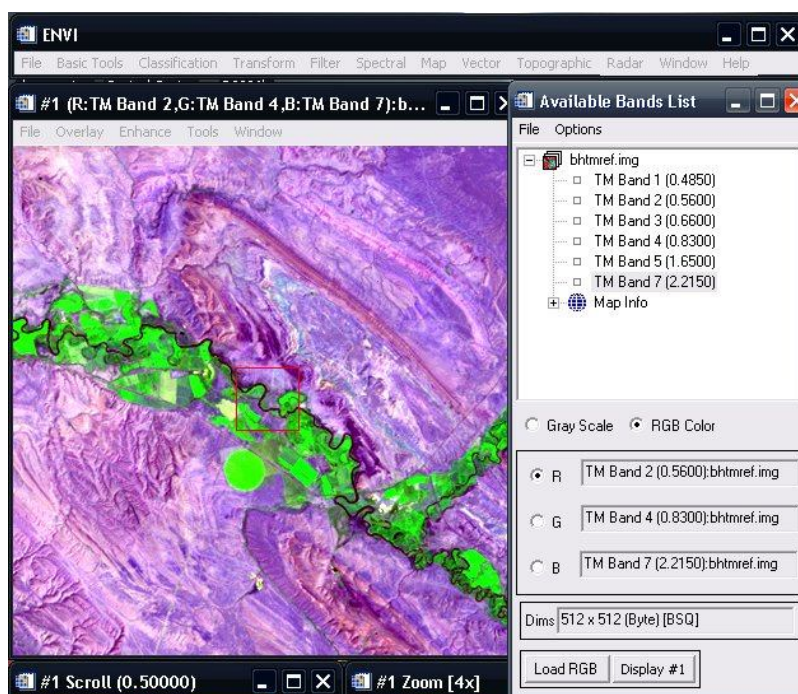 ENVI
File Basic Tools Classification Transform Filter Spectral Map Vector Topographic Radar Window Help
#1 (R:TM Band 2,G:TM Band 4,B:TM Band 7):b...
File Overlay Enhance Tools Window
Available Bands List
File Options
bhtmref.img
TM Band 1 (0.4850)
TM Band 2 (0.5600)
TM Band 3 (0.6600)
TM Band 4 (0.8300)
TM Band 5 (1.6500)
TM Band 7 (2.2150)
Map Info
Gray Scale RGB Color
R TM Band 2 (0.5600):bhtmref.img
G TM Band 4 (0.8300):bhtmref.img
B TM Band 7 (2.2150):bhtmref.img
Dims 512 x 512 (Byte) [BSQ]
Load RGB Display #1
#1 Scroll (0.50000)
#1 Zoom [4x]